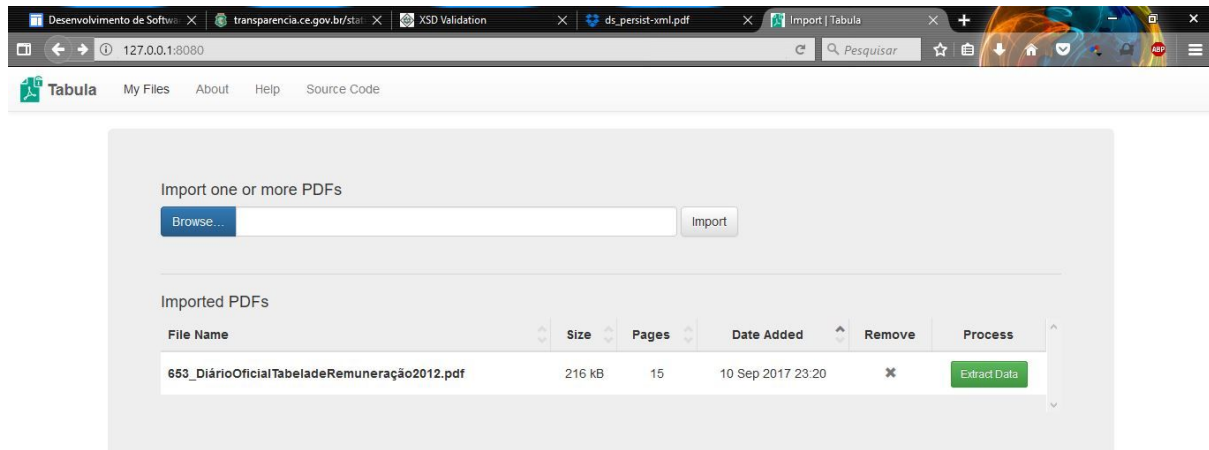 Desenvolvimento de Softwa
transparencia.ce.gov.br/stat
XSD Validation
ds_persist-xml.pdf
Import | Tabula
127.0.0.1:8080
Pesquisar
ABP
Tabula My Files About Help Source Code
Import one or more PDFs
Browse... Import
Imported PDFs
File Name Size Pages Date Added Remove Process
653_DiárioOficialTabeladeRemuneração2012.pdf 216 kB 15 10 Sep 2017 23:20 Extract Data